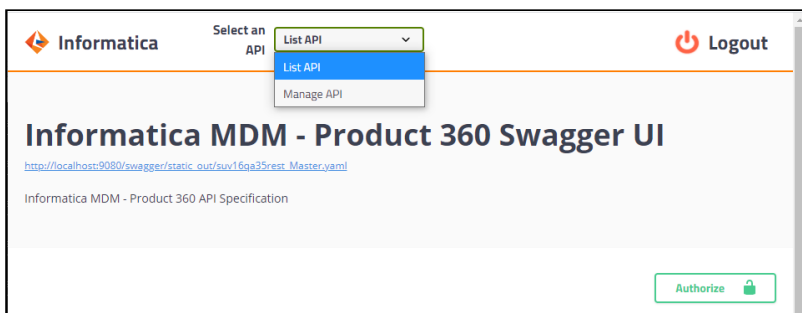 Informatica
Select an
API
List API
Logout
List API
Manage API
Informatica MDM - Product 360 Swagger UI
http://localhost:9080/swagger/static_out/suv16qa35rest_Master.yaml
Informatica MDM - Product 360 API Specification
Authorize